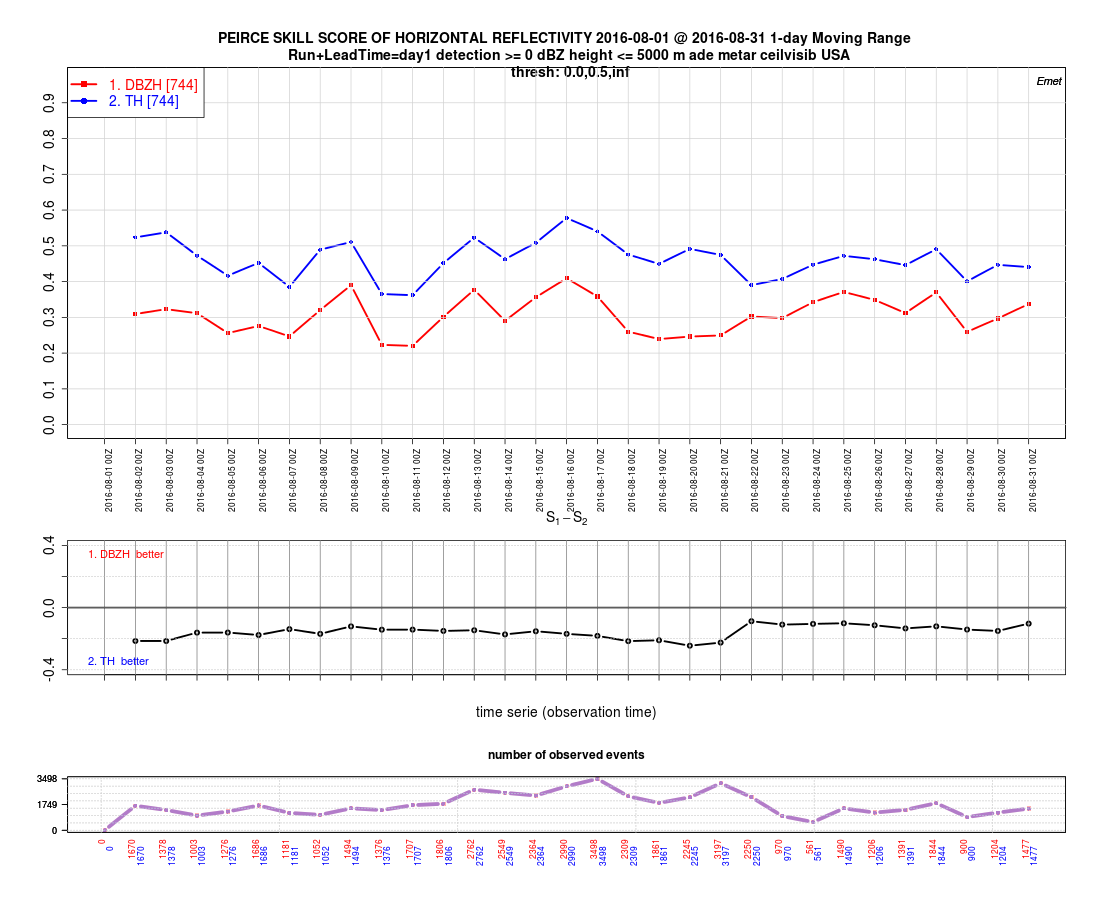 PEIRCE SKILL SCORE OF HORIZONTAL REFLECTIVITY 2016-08-01 @ 2016-08-31 1-day Moving Range
Run+LeadTime=day1 detection >= 0 dBZ height <= 5000 m ade metar ceilvisib USA
thresh: 0.0,0.5,inf
Emet
1. DBZH [744]
2. TH [744]
0.9
0.8
0.7
0.6
0.5
0.4
0.3
0.2
0.1
0.0
2016-08-01 00Z
2016-08-02 00Z
2016-08-03 00Z
2016-08-04 00Z
2016-08-05 00Z
2016-08-06 00Z
2016-08-07 00Z
2016-08-08 00Z
2016-08-09 00Z
2016-08-10 00Z
2016-08-11 00Z
2016-08-12 00Z
2016-08-13 00Z
2016-08-14 00Z
2016-08-15 00Z
2016-08-16 00Z
2016-08-17 00Z
2016-08-18 00Z
2016-08-19 00Z
2016-08-20 00Z
2016-08-21 00Z
2016-08-22 00Z
2016-08-23 00Z
2016-08-24 00Z
2016-08-25 00Z
2016-08-26 00Z
2016-08-27 00Z
2016-08-28 00Z
2016-08-29 00Z
2016-08-30 00Z
2016-08-31 00Z
S1 − S2
0.4
0.0
-0.4
1. DBZH better
2. TH better
time serie (observation time)
number of observed events
3498
1749
0
0
0
1670
1670
1378
1378
1003
1003
1276
1276
1686
1686
1181
1181
1052
1052
1494
1494
1376
1376
1707
1707
1806
1806
2762
2762
2549
2549
2364
2364
2990
2990
3498
3498
2309
2309
1861
1861
2245
2245
3197
3197
2250
2250
970
970
561
561
1490
1490
1206
1206
1391
1391
1844
1844
900
900
1204
1204
1477
1477